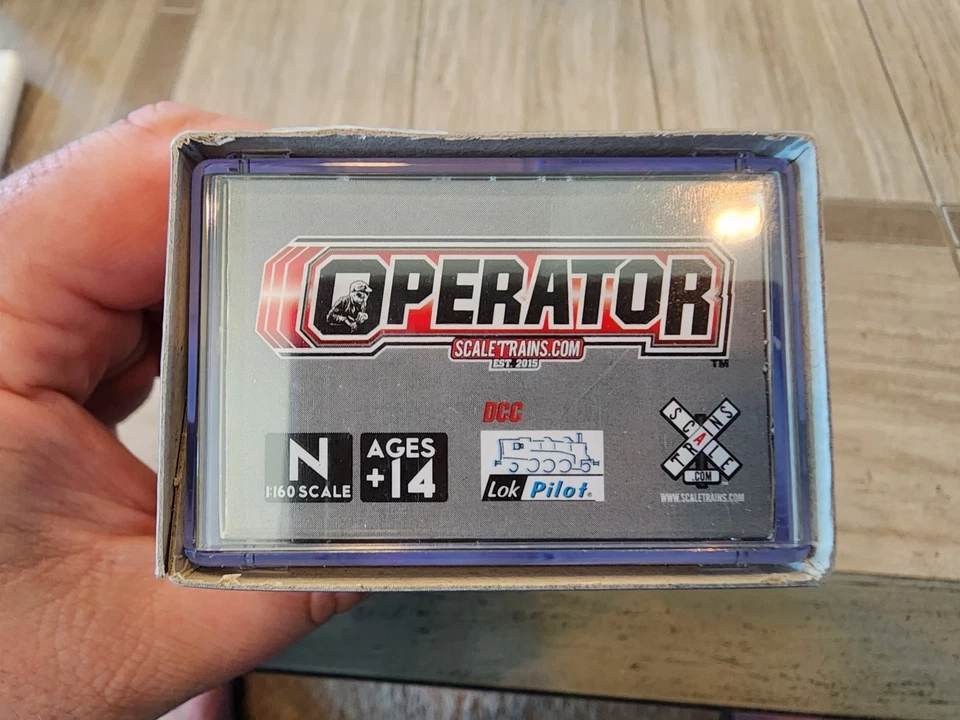 OPERATOR
SCALETRAINS.COM
EST. 2015
TM
DCC
N
1:160 SCALE
AGES
+14
Lok Pilot®
SCALE
TRAINS
.COM
WWW.SCALETRAINS.COM